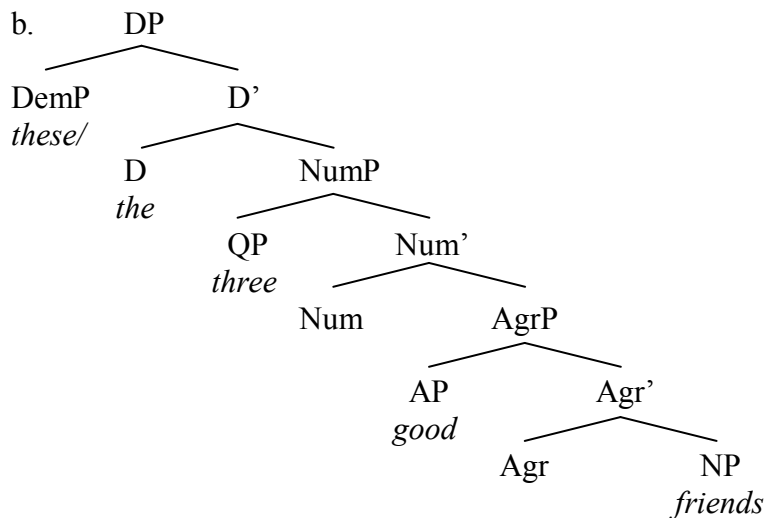 b. DP
DemP D’
these/
D NumP
the
QP Num’
three
Num AgrP
AP Agr’
good
Agr NP
friends